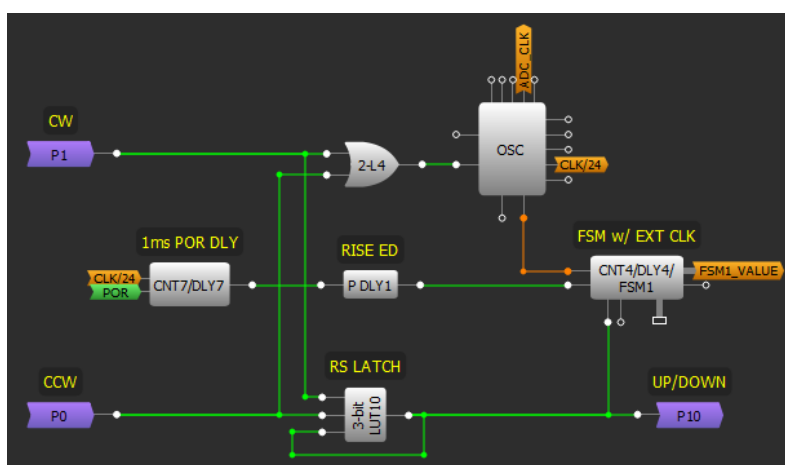 ADC_CLK
CW
P1
2-L4
OSC
CLK/24
1ms POR DLY
RISE ED
FSM w/ EXT CLK
CLK/24
POR
CNT7/DLY7
P DLY1
CNT4/DLY4/
FSM1
FSM1_VALUE
RS LATCH
CCW
UP/DOWN
P0
3-bit
LUT10
P10